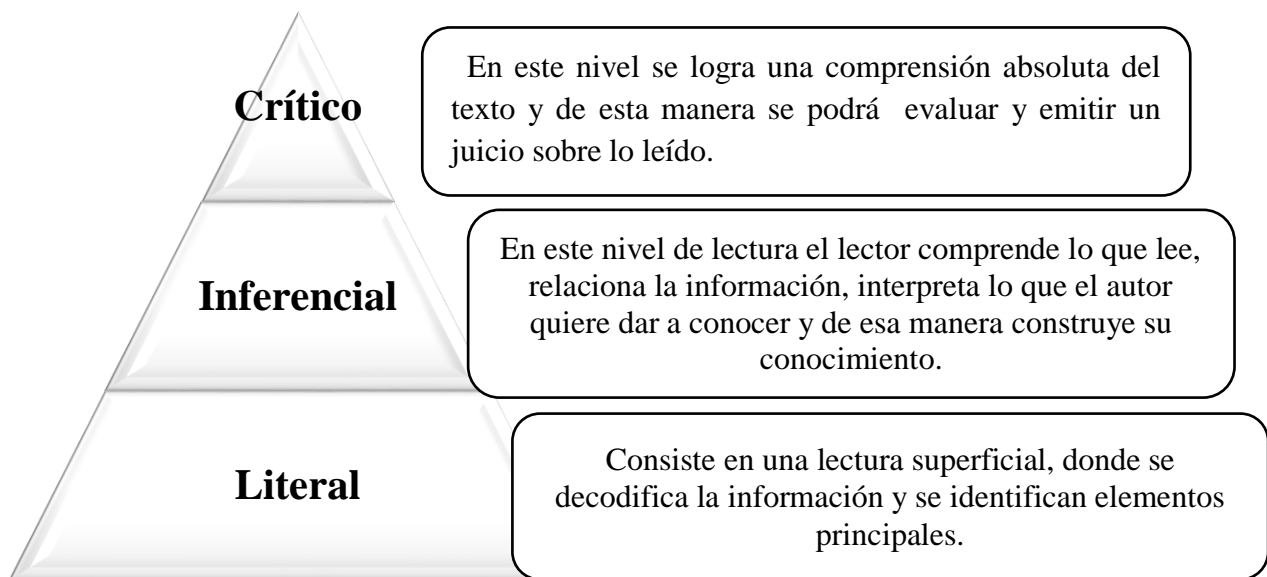 Crítico
En este nivel se logra una comprensión absoluta del
texto y de esta manera se podrá evaluar y emitir un
juicio sobre lo leído.
Inferencial
En este nivel de lectura el lector comprende lo que lee,
relaciona la información, interpreta lo que el autor
quiere dar a conocer y de esa manera construye su
conocimiento.
Literal
Consiste en una lectura superficial, donde se
decodifica la información y se identifican elementos
principales.